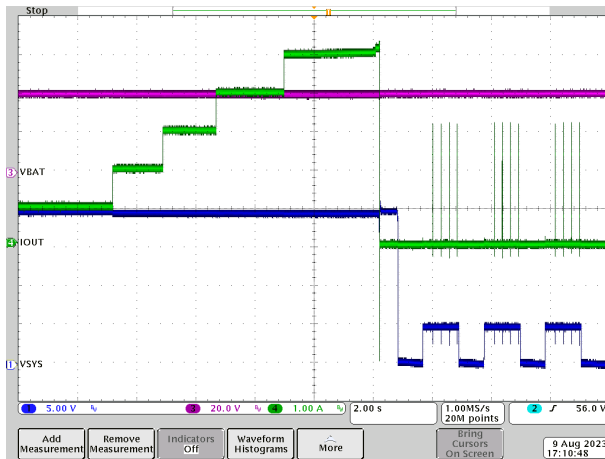 Stop
3 VBAT
4 IOUT
1 VSYS
1 5.00 V 3 20.0 V 4 1.00 A 2.00 s 1.00MS/s 20M points 2 56.0 V
Add Measurement
Remove Measurement
Indicators Off
Waveform Histograms
More
Bring Cursors On Screen
9 Aug 2023
17:10:48